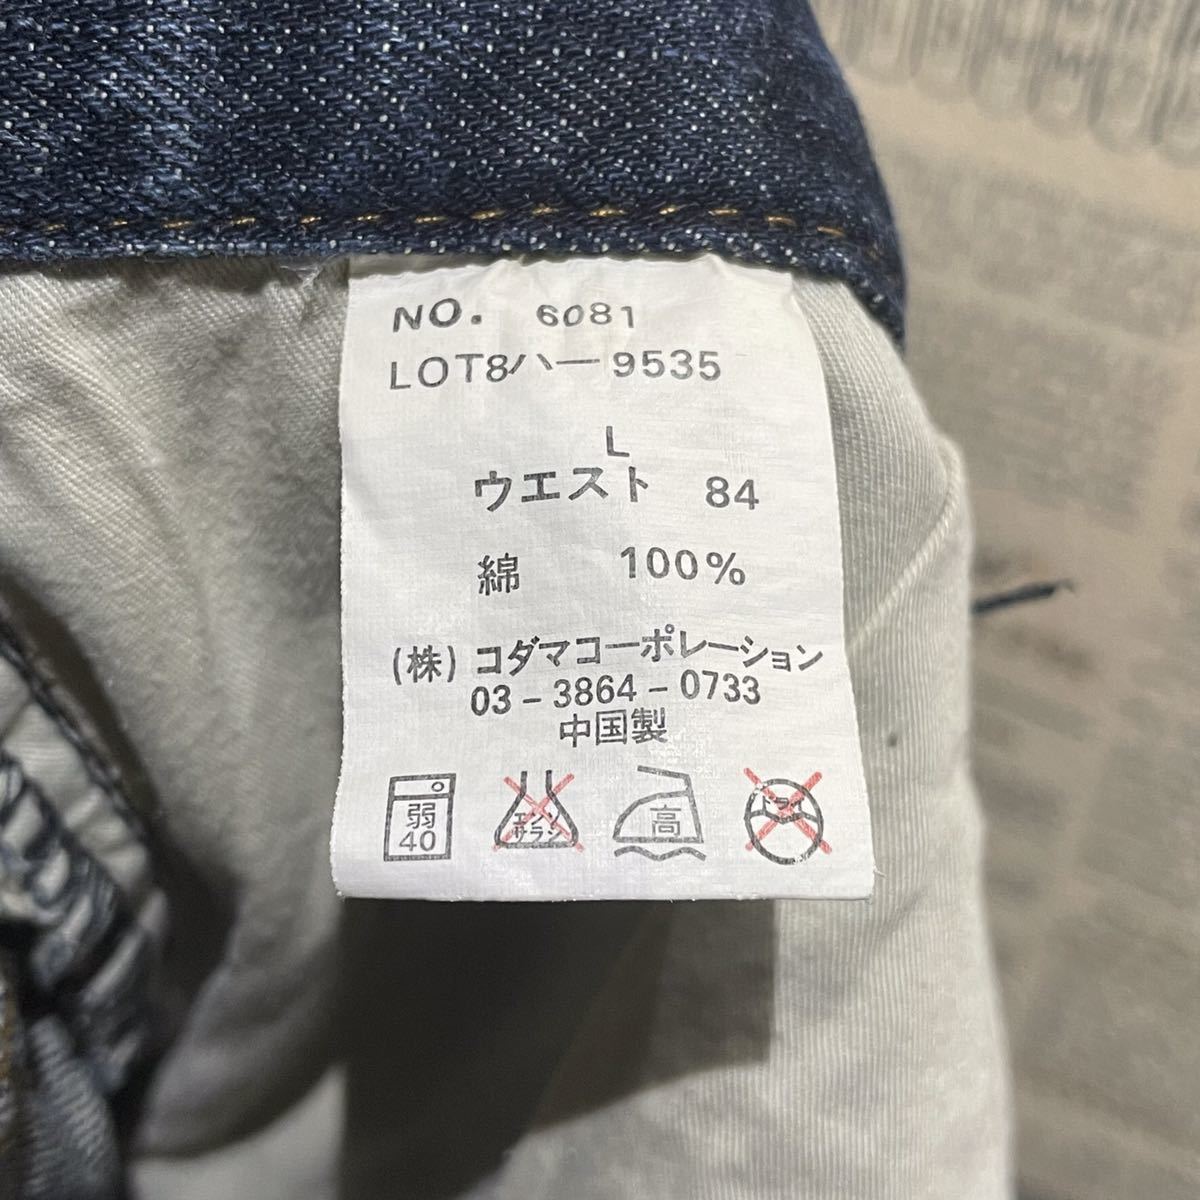 NO. 6081
LOT8ハー9535
L
ウエスト 84
綿 100%
(株)コダマコーポレーション
03-3864-0733
中国製
弱
40
エンソ
サラシ
高
ドライ